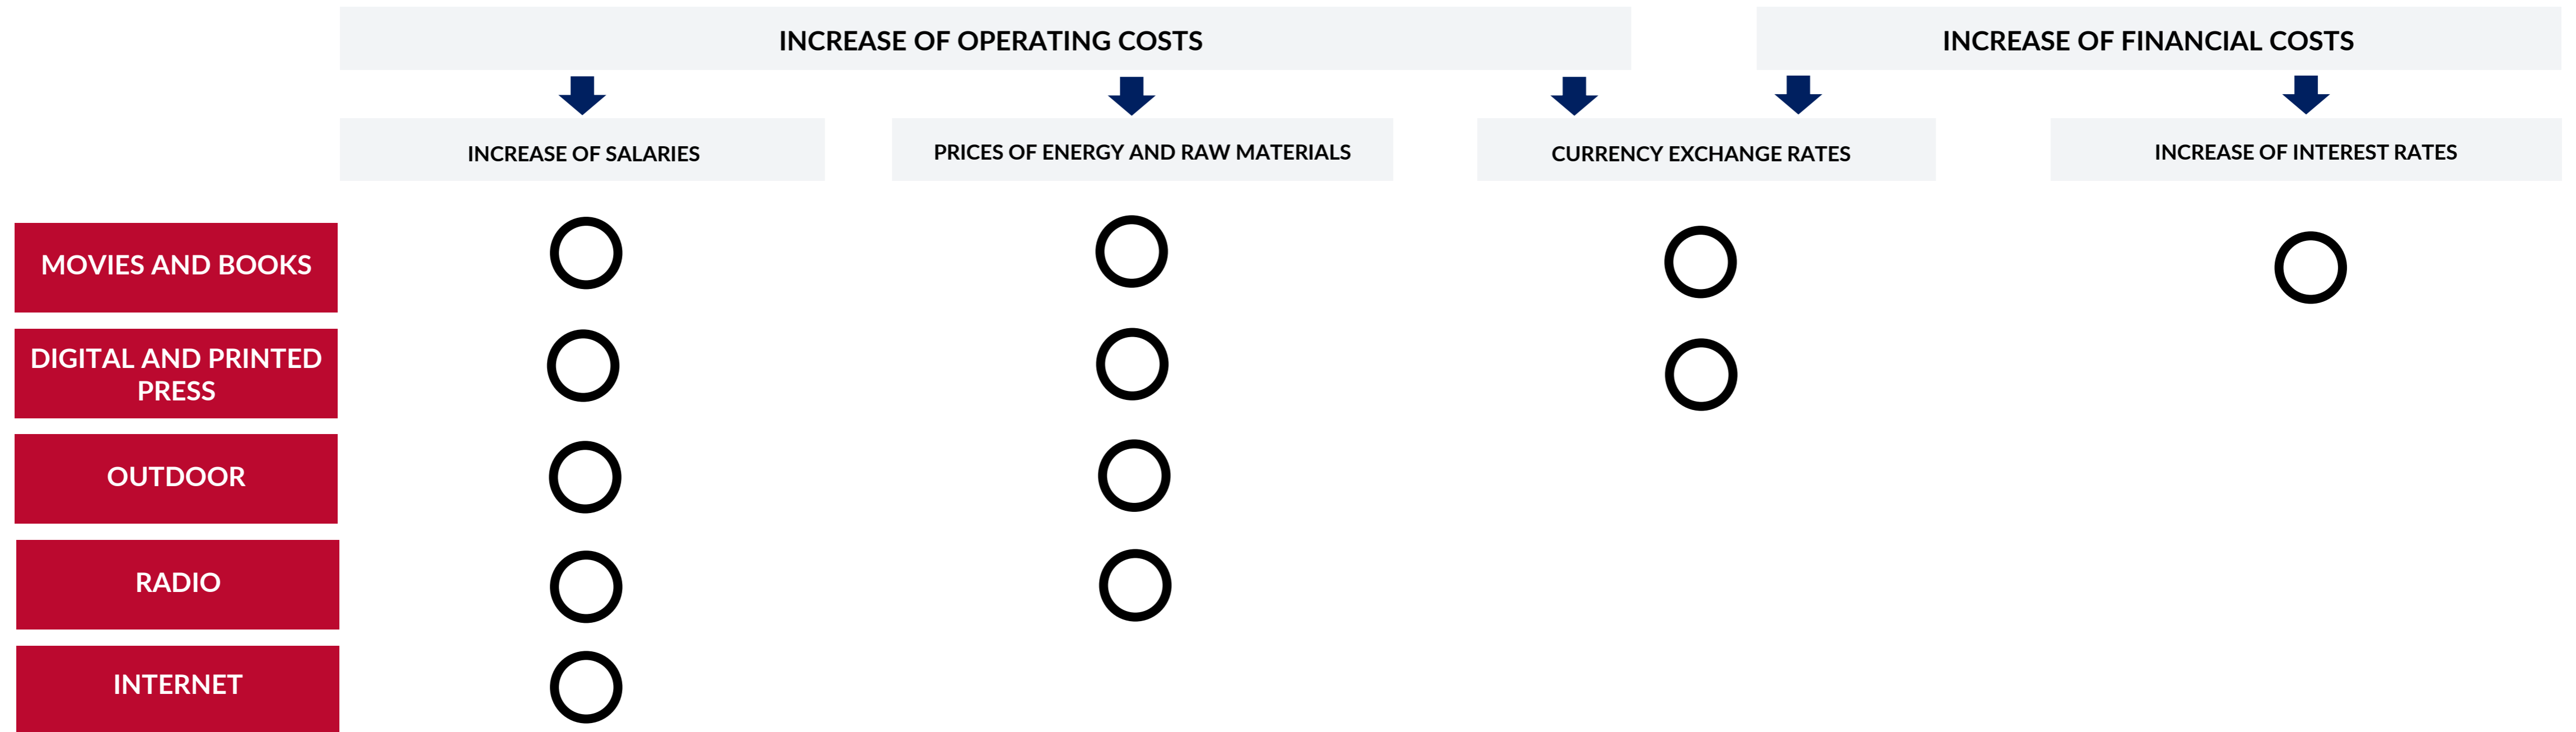 INCREASE OF OPERATING COSTS
INCREASE OF FINANCIAL COSTS
INCREASE OF SALARIES
PRICES OF ENERGY AND RAW MATERIALS
CURRENCY EXCHANGE RATES
INCREASE OF INTEREST RATES
MOVIES AND BOOKS
DIGITAL AND PRINTED
PRESS
OUTDOOR
RADIO
INTERNET